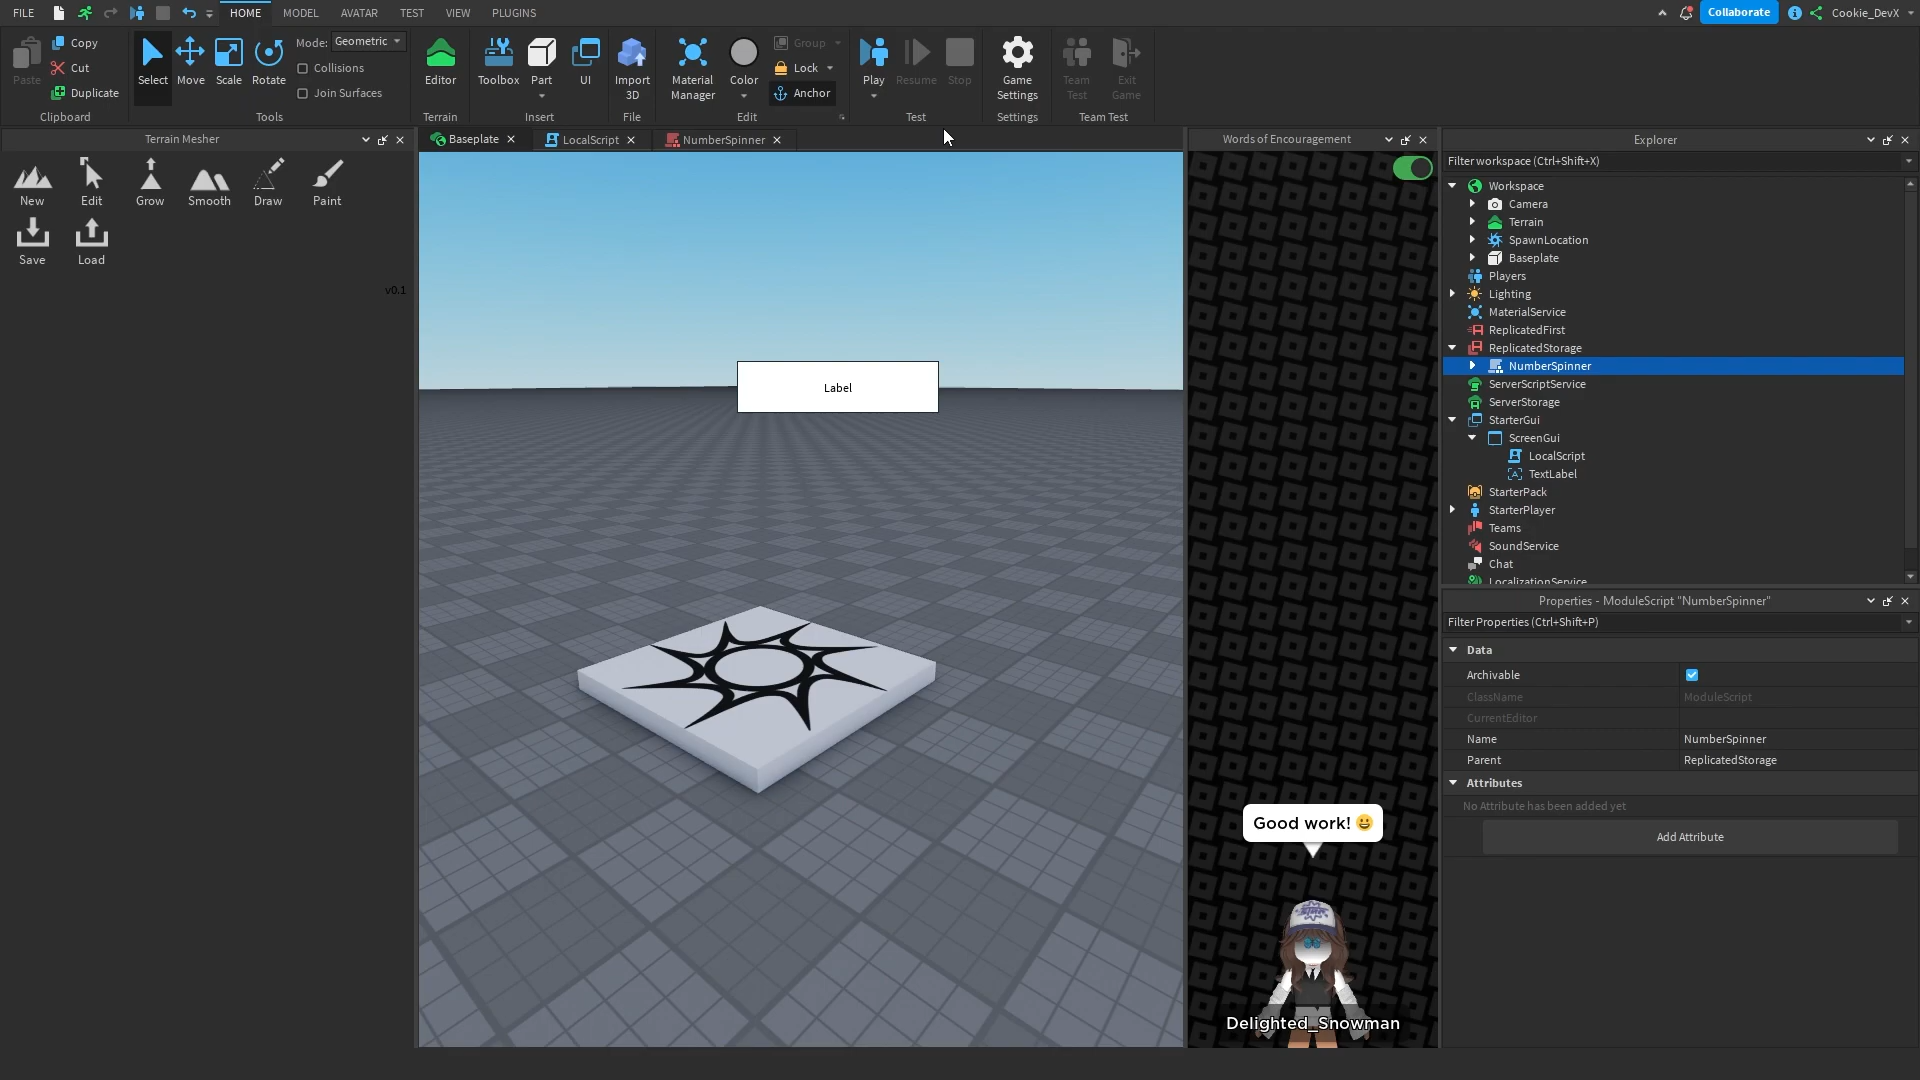 FILE HOME MODEL AVATAR TEST VIEW PLUGINS Collaborate Cookie_DevX
Paste
Copy
Cut
Duplicate
Clipboard
Select Move Scale Rotate
Mode: Geometric
Collisions
Join Surfaces
Tools
Editor
Terrain
Toolbox Part UI
Insert
Import
3D
File
Material
Manager
Color
Group
Lock
Anchor
Edit
Play Resume Stop
Test
Game
Settings
Settings
Team
Test
Exit
Game
Team Test
Terrain Mesher
New Edit Grow Smooth Draw Paint
Save Load
v0.1
Baseplate LocalScript NumberSpinner
Label
Words of Encouragement
Good work!
Delighted_Snowman
Explorer
Filter workspace (Ctrl+Shift+X)
Workspace
Camera
Terrain
SpawnLocation
Baseplate
Players
Lighting
MaterialService
ReplicatedFirst
ReplicatedStorage
NumberSpinner
ServerScriptService
ServerStorage
StarterGui
ScreenGui
LocalScript
TextLabel
StarterPack
StarterPlayer
Teams
SoundService
Chat
LocalizationService
Properties - ModuleScript "NumberSpinner"
Filter Properties (Ctrl+Shift+P)
Data
Archivable
ClassName ModuleScript
CurrentEditor
Name NumberSpinner
Parent ReplicatedStorage
Attributes
No Attribute has been added yet
Add Attribute